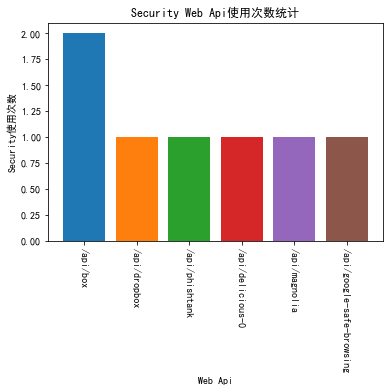 Security Web Api使用次数统计
Security使用次数
2.00
1.75
1.50
1.25
1.00
0.75
0.50
0.25
0.00
/api/box
/api/dropbox
/api/phishtank
/api/delicious-0
/api/magnolia
/api/google-safe-browsing
Web Api